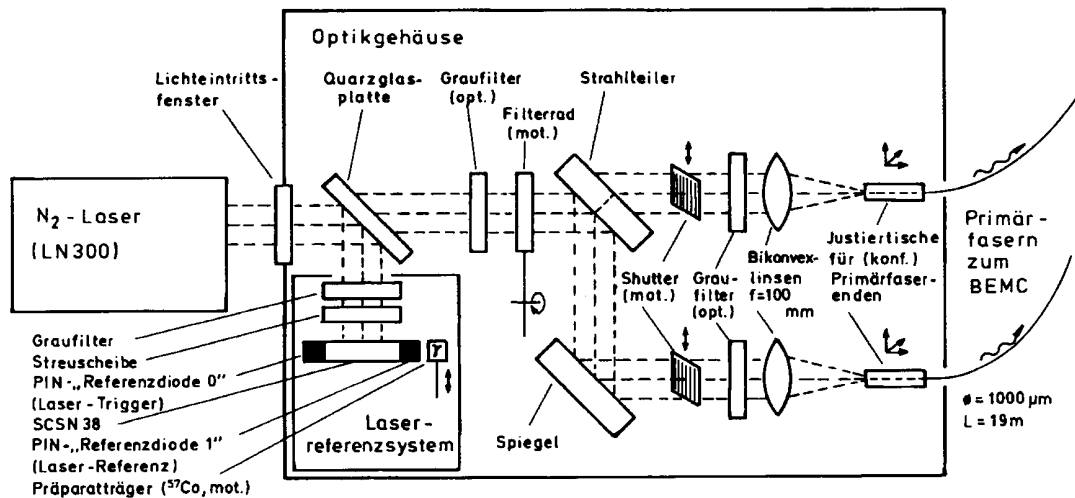 Optikgehäuse
Lichteintritts-
fenster
Quarzglas-
platte
Graufilter
(opt.)
Filterrad
(mot.)
Strahlteiler
N₂-Laser
(LN300)
Shutter
(mot.)
Grau-
filter
(opt.)
Bikonvex-
linsen
f=100
mm
Justiertische
für (konf.)
Primärfaser-
enden
Primär-
fasern
zum
BEMC
Graufilter
Streuscheibe
PIN-„Referenzdiode 0"
(Laser-Trigger)
SCSN 38
PIN-„Referenzdiode 1"
(Laser-Referenz)
Präparatträger (⁵⁷Co, mot.)
γ
Laser-
referenzsystem
Spiegel
ø = 1000 µm
L = 19m